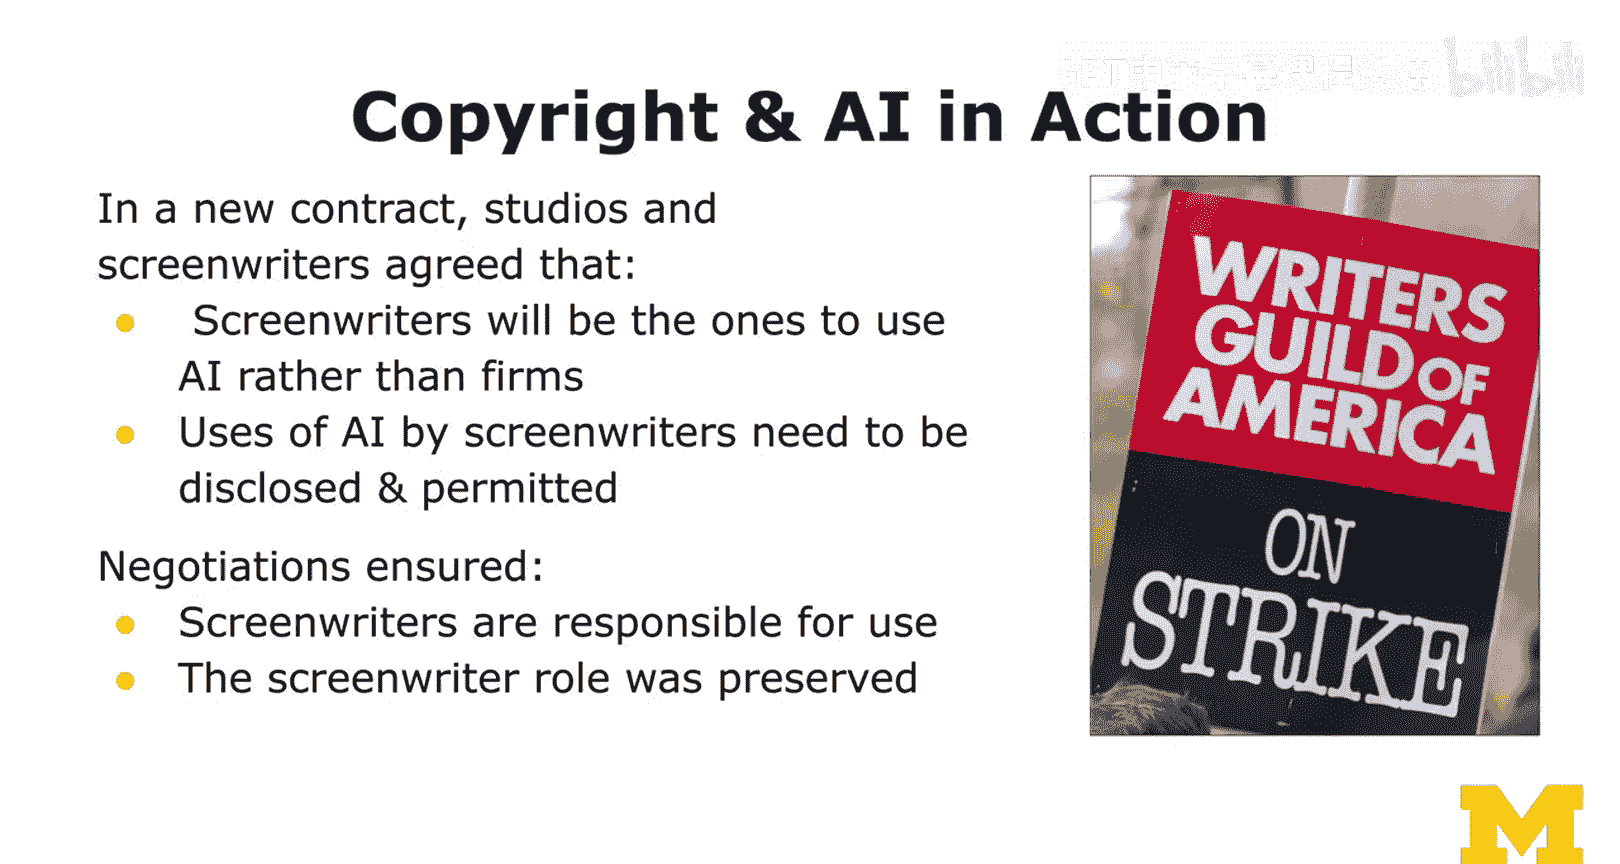 bilibili
Copyright & AI in Action
In a new contract, studios and
screenwriters agreed that:
Screenwriters will be the ones to use
AI rather than firms
Uses of AI by screenwriters need to be
disclosed & permitted
Negotiations ensured:
Screenwriters are responsible for use
The screenwriter role was preserved
WRITERS
GUILD OF
AMERICA
ON
STRIKE
M